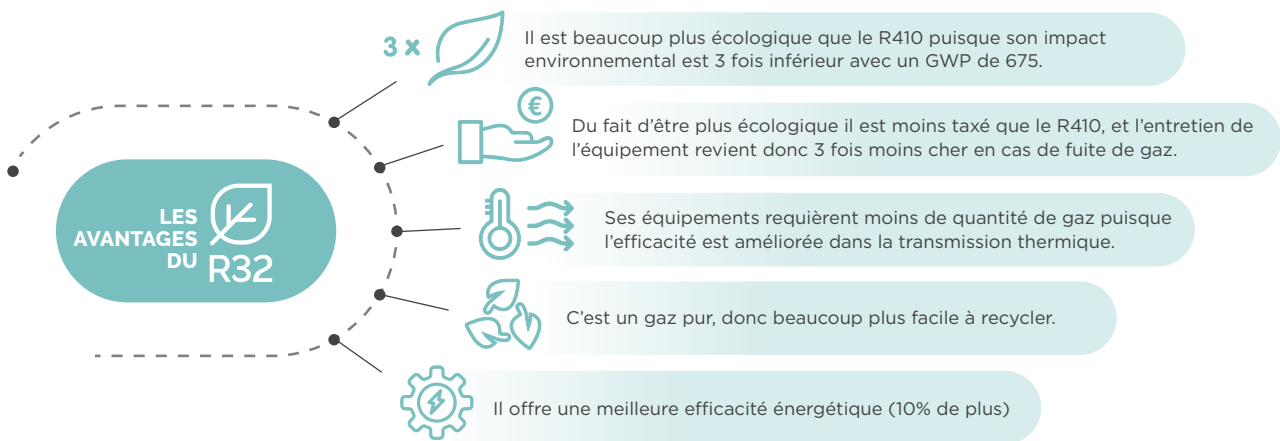 3 x
Il est beaucoup plus écologique que le R410 puisque son impact
environnemental est 3 fois inférieur avec un GWP de 675.
€
Du fait d’être plus écologique il est moins taxé que le R410, et l’entretien de
l’équipement revient donc 3 fois moins cher en cas de fuite de gaz.
LES
AVANTAGES
DU
R32
Ses équipements requièrent moins de quantité de gaz puisque
l’efficacité est améliorée dans la transmission thermique.
C’est un gaz pur, donc beaucoup plus facile à recycler.
Il offre une meilleure efficacité énergétique (10% de plus)